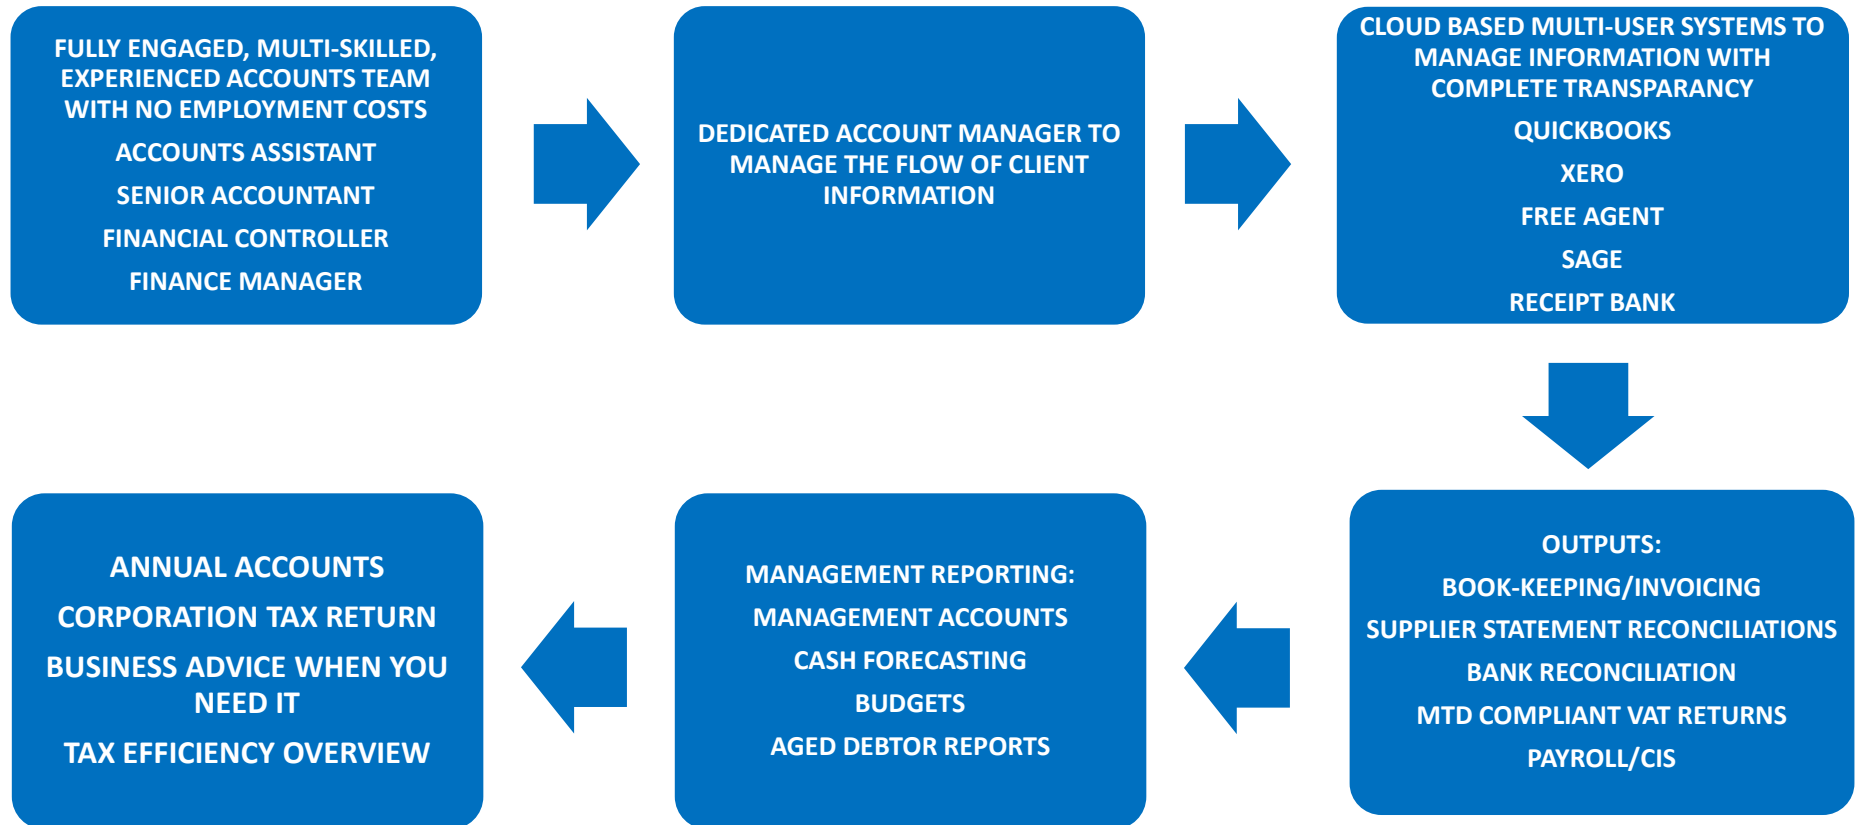 FULLY ENGAGED, MULTI-SKILLED,
EXPERIENCED ACCOUNTS TEAM
WITH NO EMPLOYMENT COSTS
ACCOUNTS ASSISTANT
SENIOR ACCOUNTANT
FINANCIAL CONTROLLER
FINANCE MANAGER
DEDICATED ACCOUNT MANAGER TO
MANAGE THE FLOW OF CLIENT
INFORMATION
CLOUD BASED MULTI-USER SYSTEMS TO
MANAGE INFORMATION WITH
COMPLETE TRANSPARANCY
QUICKBOOKS
XERO
FREE AGENT
SAGE
RECEIPT BANK
OUTPUTS:
BOOK-KEEPING/INVOICING
SUPPLIER STATEMENT RECONCILIATIONS
BANK RECONCILIATION
MTD COMPLIANT VAT RETURNS
PAYROLL/CIS
MANAGEMENT REPORTING:
MANAGEMENT ACCOUNTS
CASH FORECASTING
BUDGETS
AGED DEBTOR REPORTS
ANNUAL ACCOUNTS
CORPORATION TAX RETURN
BUSINESS ADVICE WHEN YOU
NEED IT
TAX EFFICIENCY OVERVIEW